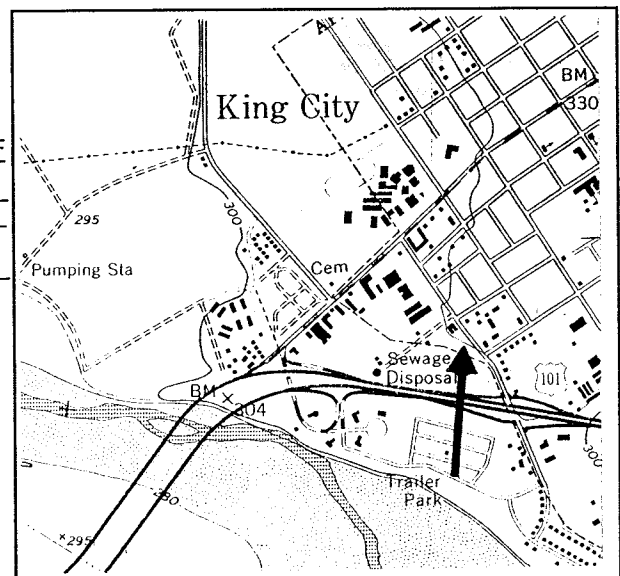 BM
330
King City
295
300
Pumping Sta
Cem
Sewage
Disposal
101
BM
304
300
Trailer
Park
280
295